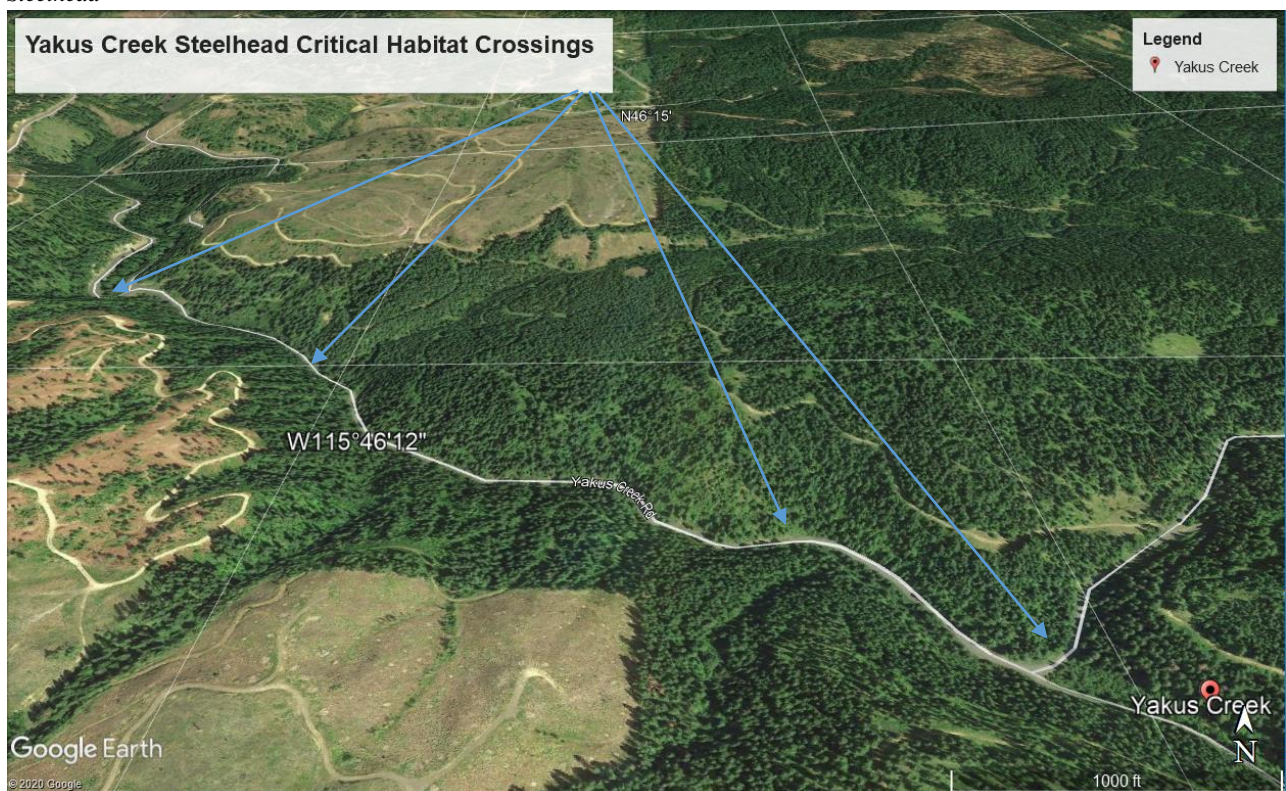 steelhead
Yakus Creek Steelhead Critical Habitat Crossings
Legend
Yakus Creek
N46°15'
W115°46'12"
Yakus Creek Rd
Yakus Creek
N
Google Earth
1000 ft
© 2020 Google